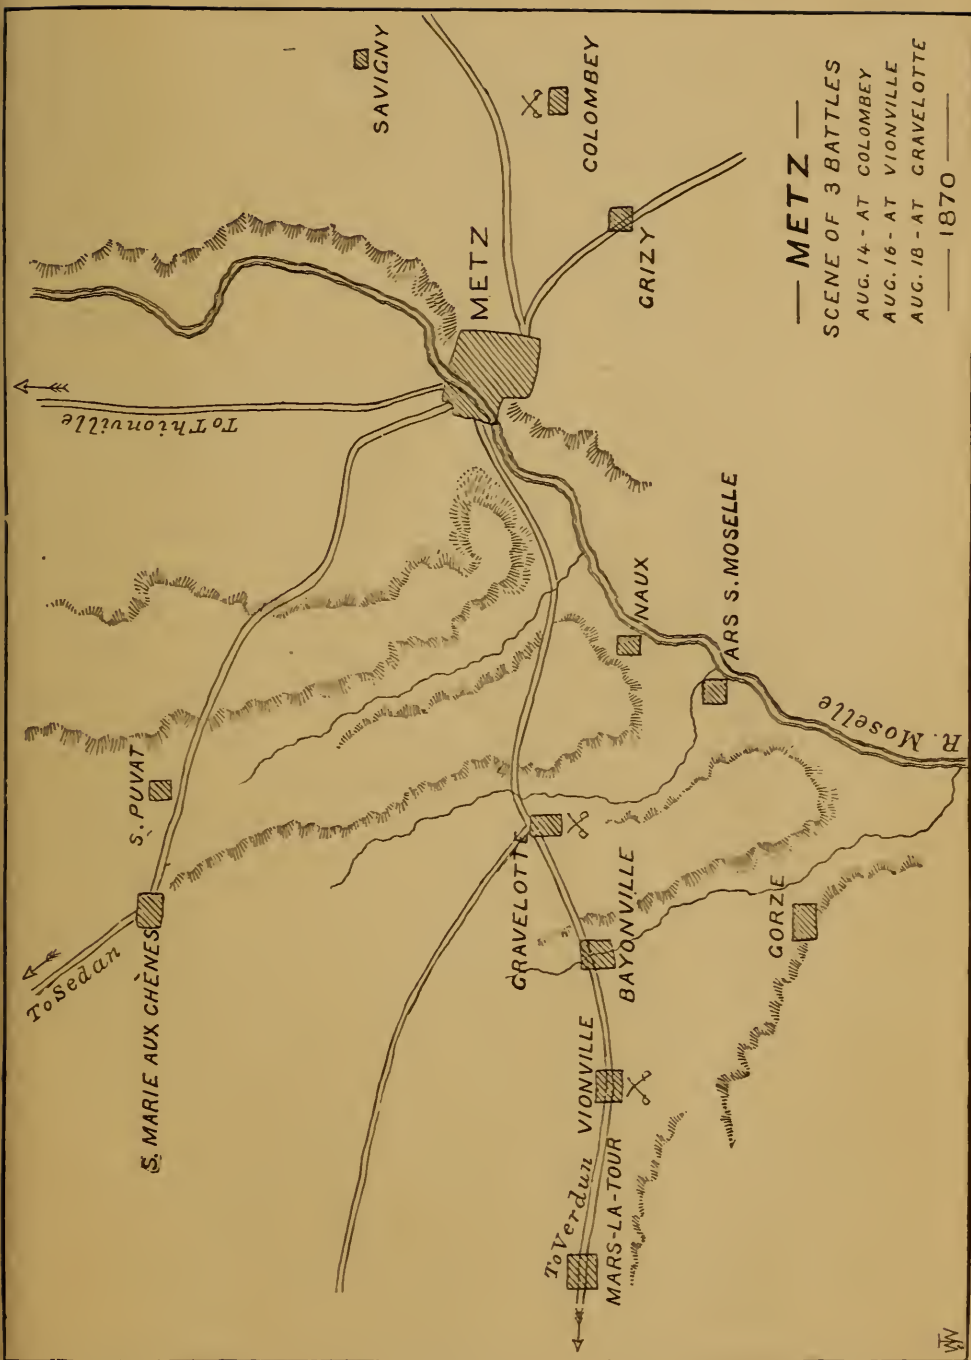 — METZ —
SCENE OF 3 BATTLES
AUG. 14 - AT COLOMBEY
AUG. 16 - AT VIONVILLE
AUG. 18 - AT GRAVELOTTE
— 1870 —
SAVIGNY
COLOMBEY
METZ
GRIZY
To Thionville
NAUX
ARS S. MOSELLE
R. Moselle
S. PUVAT
To Sedan
S. MARIE AUX CHÊNES
GRAVELOTTE
BAYONVILLE
GORZE
VIONVILLE
To Verdun
MARS-LA-TOUR